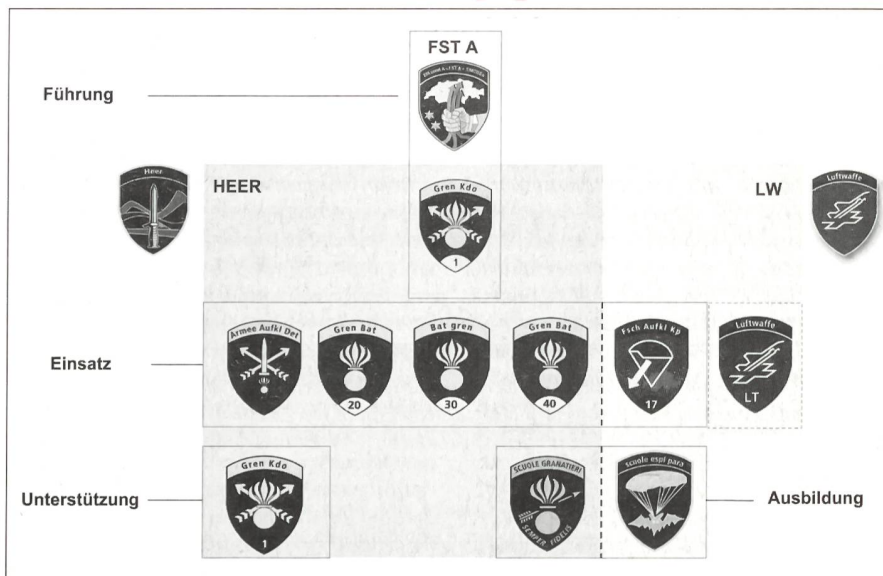 FST A
Führung
Heer
HEER
Gren Kdo
1
LW
Luftwaffe
Einsatz
Armee Aufkl Det
Gren Bat
20
Bat gren
30
Gren Bat
40
Fsch Aufkl Kp
17
Luftwaffe
LT
Unterstützung
Gren Kdo
1
SCUOLE GRANATIERI
SEMPER FIDELIS
scuole espl para
Ausbildung